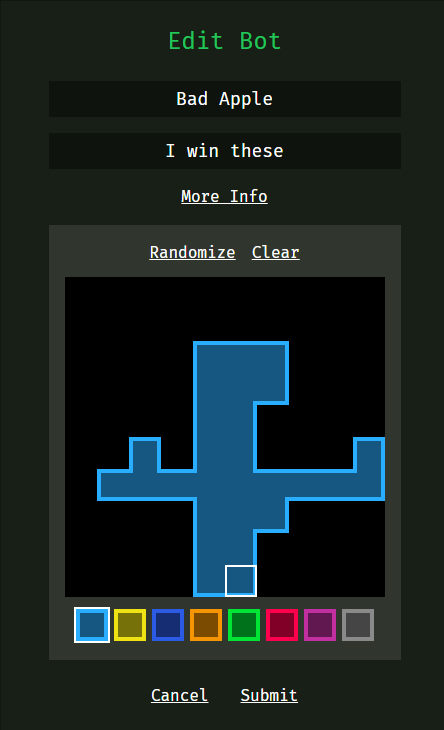 Edit Bot
Bad Apple
I win these
More Info
Randomize Clear
Cancel Submit